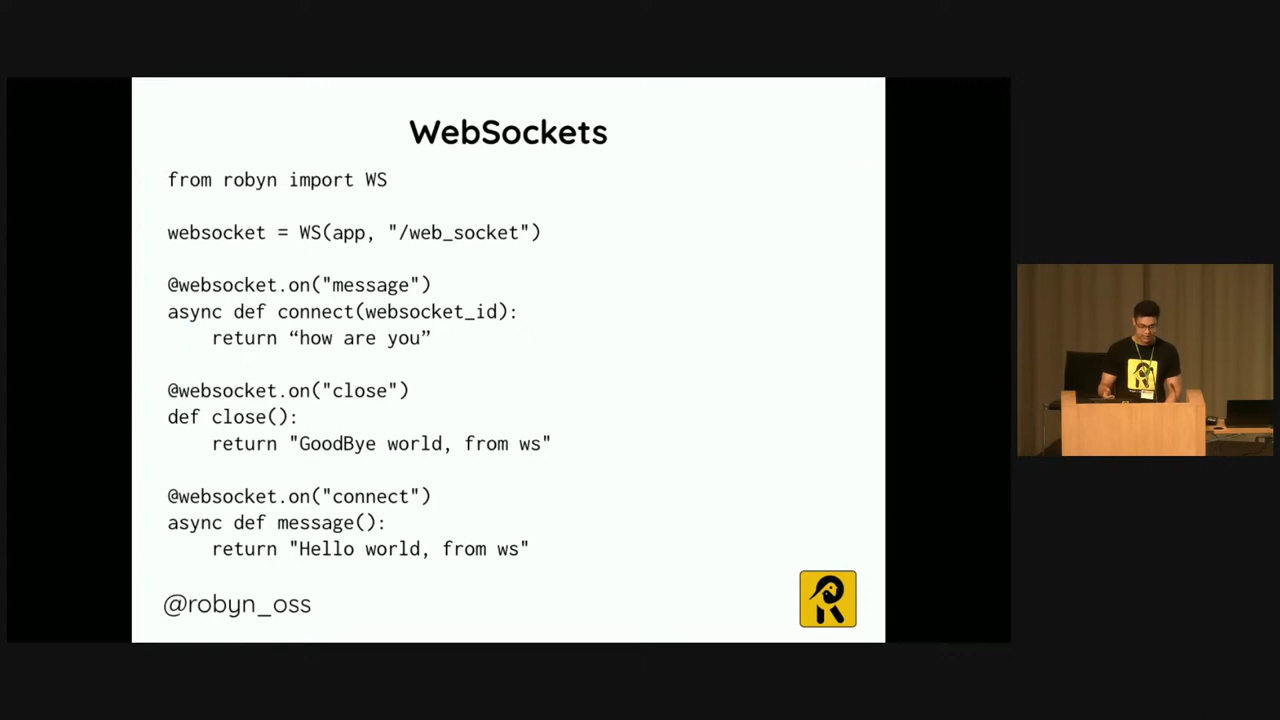 WebSockets
from robyn import WS
websocket = WS(app, "/web_socket")
@websocket.on("message")
async def connect(websocket_id):
    return “how are you”
@websocket.on("close")
def close():
    return "GoodBye world, from ws"
@websocket.on("connect")
async def message():
    return "Hello world, from ws"
@robyn_oss